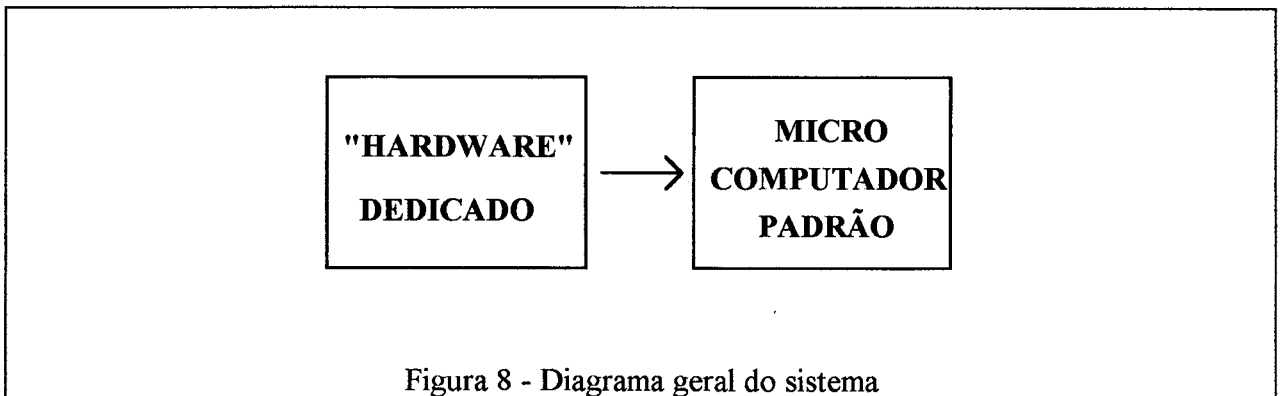 "HARDWARE"
DEDICADO
MICRO
COMPUTADOR
PADRÃO
Figura 8 - Diagrama geral do sistema